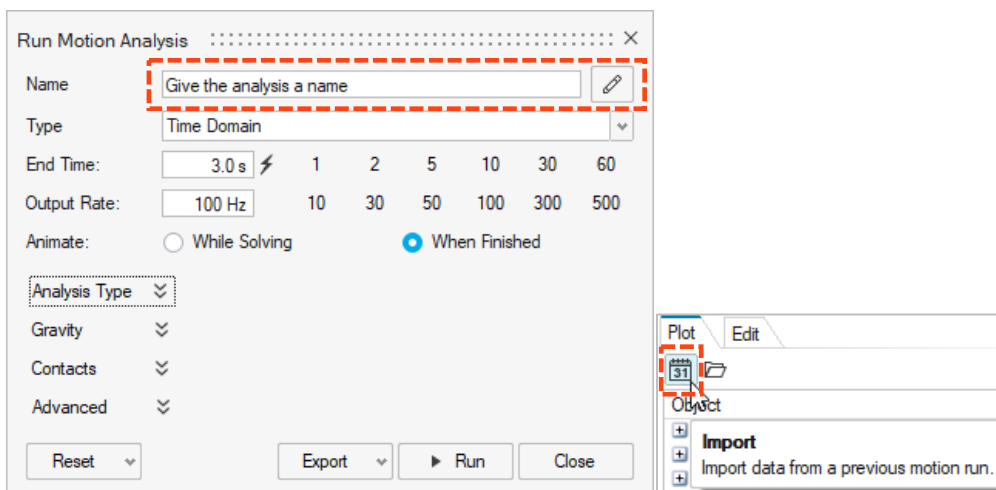 Run Motion Analysis
Name Give the analysis a name
Type Time Domain
End Time: 3.0 s 1 2 5 10 30 60
Output Rate: 100 Hz 10 30 50 100 300 500
Animate: While Solving When Finished
Analysis Type
Gravity
Contacts
Advanced
Reset Export Run Close
Plot Edit
31
Object
Import
Import data from a previous motion run.